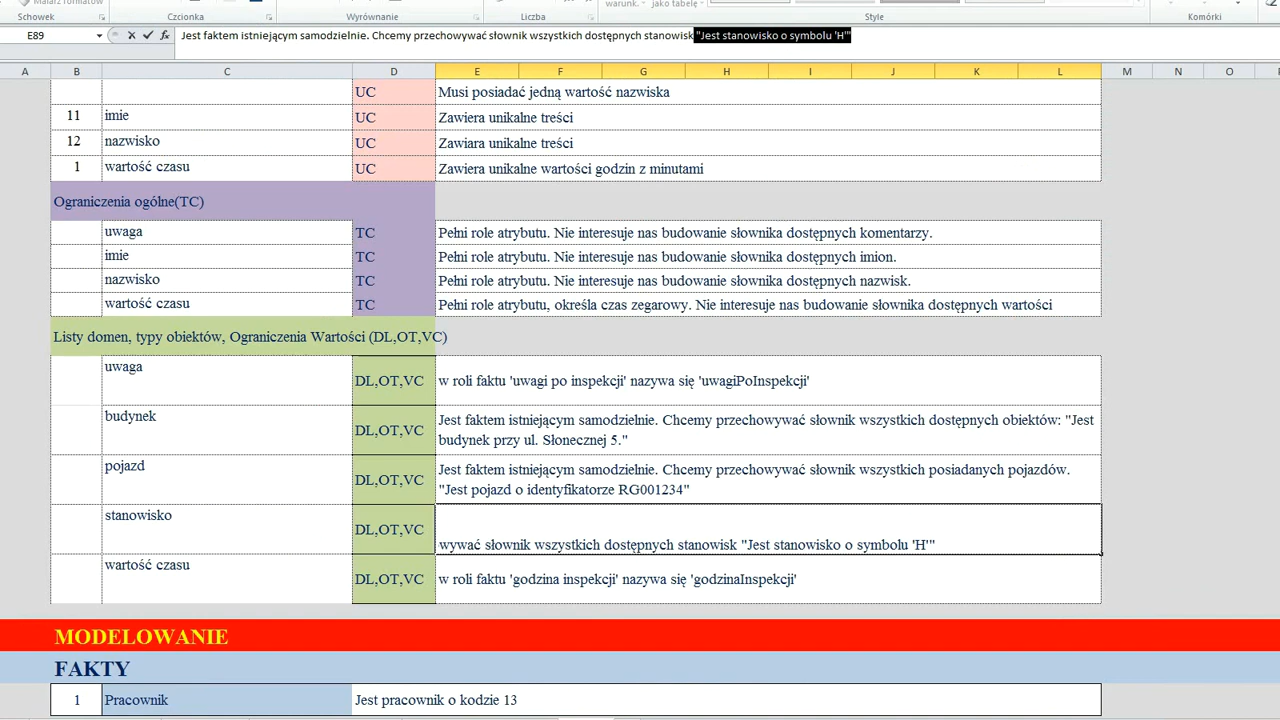 Malarz formatów
warunk.
jako tabelę
Schowek
Czcionka
Wyrównanie
Liczba
Style
Komórki
E89
fx
Jest faktem istniejącym samodzielnie. Chcemy przechowywać słownik wszystkich dostępnych stanowisk "Jest stanowisko o symbolu 'H'"
A B C D E F G H I J K L M N O
UC Musi posiadać jedną wartość nazwiska
11 imie UC Zawiera unikalne treści
12 nazwisko UC Zawiara unikalne treści
1 wartość czasu UC Zawiera unikalne wartości godzin z minutami
Ograniczenia ogólne(TC)
uwaga TC Pełni role atrybutu. Nie interesuje nas budowanie słownika dostępnych komentarzy.
imie TC Pełni role atrybutu. Nie interesuje nas budowanie słownika dostępnych imion.
nazwisko TC Pełni role atrybutu. Nie interesuje nas budowanie słownika dostępnych nazwisk.
wartość czasu TC Pełni role atrybutu, określa czas zegarowy. Nie interesuje nas budowanie słownika dostępnych wartości
Listy domen, typy obiektów, Ograniczenia Wartości (DL,OT,VC)
uwaga DL,OT,VC w roli faktu 'uwagi po inspekcji' nazywa się 'uwagiPoInspekcji'
budynek DL,OT,VC Jest faktem istniejącym samodzielnie. Chcemy przechowywać słownik wszystkich dostępnych obiektów: "Jest
budynek przy ul. Słonecznej 5."
pojazd DL,OT,VC Jest faktem istniejącym samodzielnie. Chcemy przechowywać słownik wszystkich posiadanych pojazdów.
"Jest pojazd o identyfikatorze RG001234"
stanowisko DL,OT,VC wywać słownik wszystkich dostępnych stanowisk "Jest stanowisko o symbolu 'H'"
wartość czasu DL,OT,VC w roli faktu 'godzina inspekcji' nazywa się 'godzinaInspekcji'
MODELOWANIE
FAKTY
1 Pracownik Jest pracownik o kodzie 13